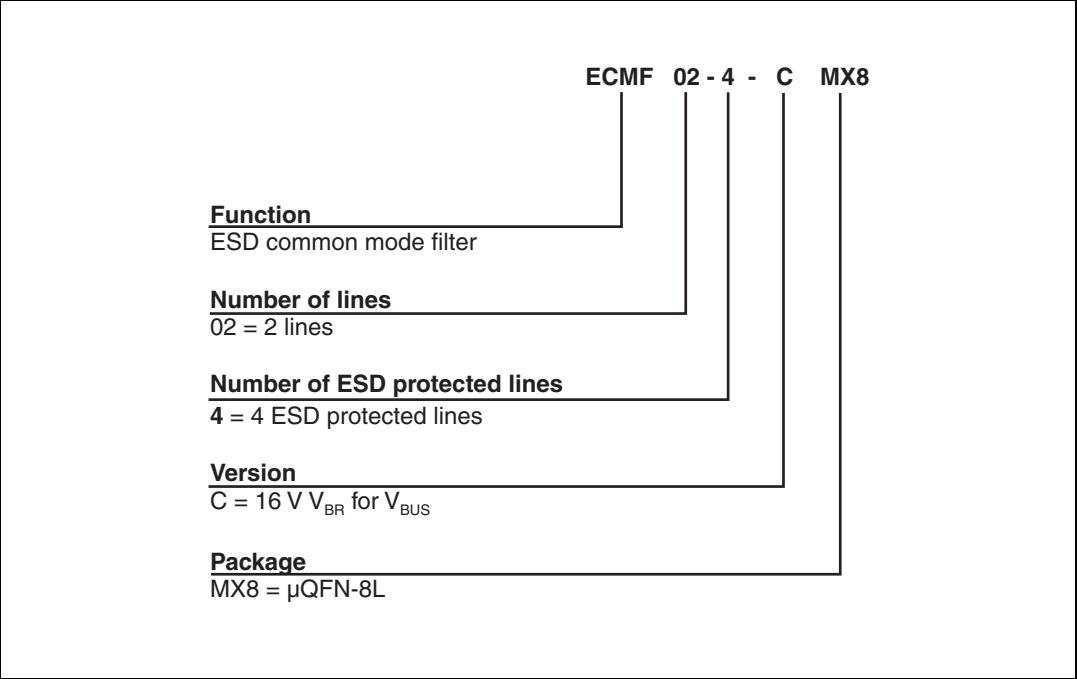 ECMF 02 - 4 - C MX8
Function
ESD common mode filter
Number of lines
02 = 2 lines
Number of ESD protected lines
4 = 4 ESD protected lines
Version
C = 16 V VBR for VBUS
Package
MX8 = µQFN-8L